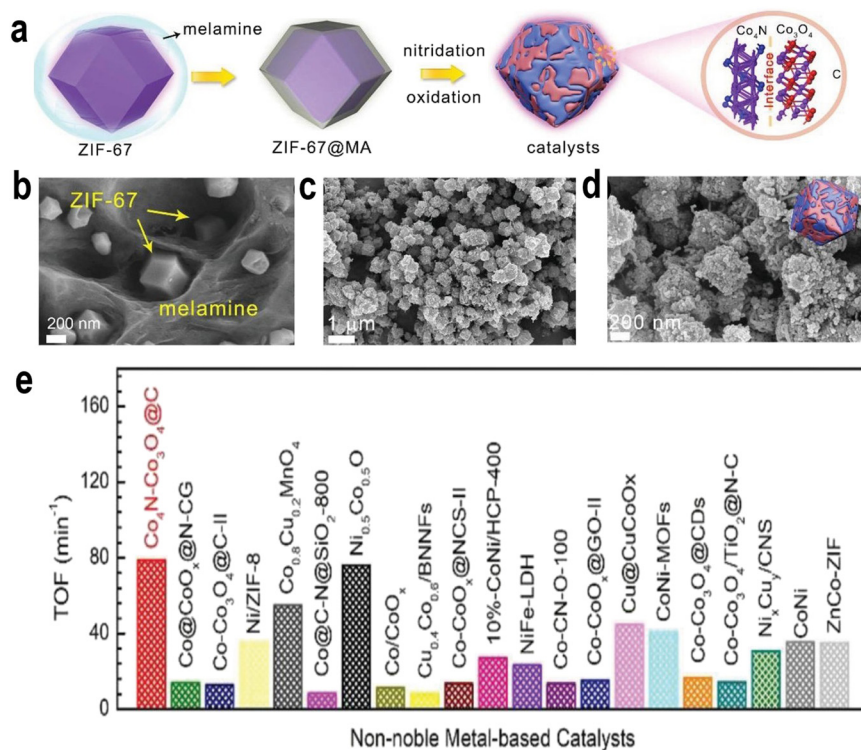 a
melamine
ZIF-67
ZIF-67@MA
nitridation
oxidation
catalysts
Co₄N
Co₃O₄
Interface
C
b
ZIF-67
melamine
200 nm
c
1 µm
d
200 nm
e
TOF (min⁻¹)
160
120
80
40
0
Co₄N-Co₃O₄@C
Co@COOₓ@N-CG
Co-Co₃O₄@C-II
Ni/ZIF-8
Co₀.₈Cu₀.₂MnO₄
Co@C-N@SiO₂-800
Ni₀.₅Co₀.₅O
Co/CoOₓ
Cu₀.₄Co₀.₆/BNNFs
Co-CoOₓ@NCS-II
10%-CoNi/HCP-400
NiFe-LDH
Co-CN-O-100
Co-CoOₓ@GO-II
Cu@CuCoOx
CoNi-MOFs
Co-Co₃O₄@CDs
Co-Co₃O₄/TiO₂@N-C
NiₓCuᵧ/CNS
CoNi
ZnCo-ZIF
Non-noble Metal-based Catalysts